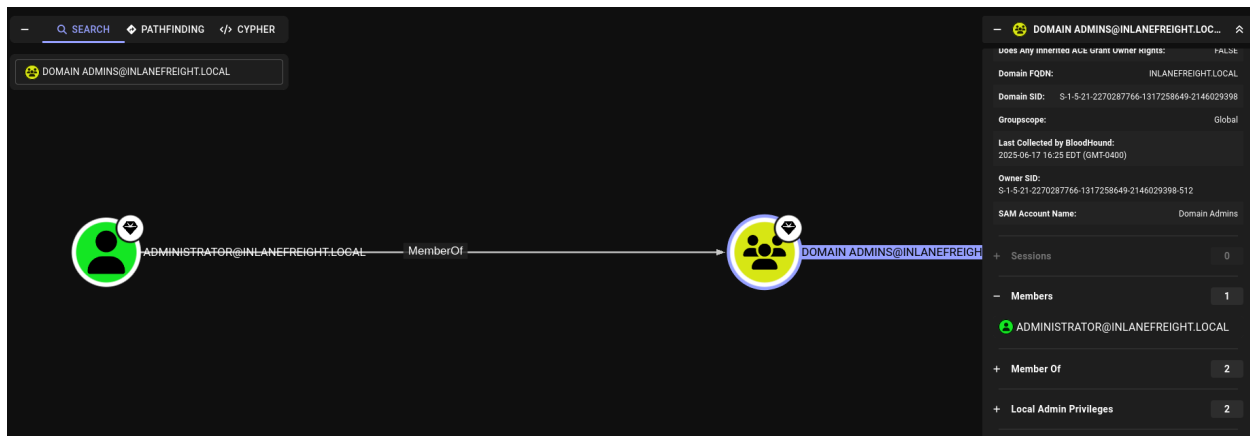 − SEARCH PATHFINDING </> CYPHER
DOMAIN ADMINS@INLANEFREIGHT.LOCAL
ADMINISTRATOR@INLANEFREIGHT.LOCAL MemberOf DOMAIN ADMINS@INLANEFREIGH
− DOMAIN ADMINS@INLANEFREIGHT.LOC...
Does Any Inherited ACE Grant Owner Rights: FALSE
Domain FQDN: INLANEFREIGHT.LOCAL
Domain SID: S-1-5-21-2270287766-1317258649-2146029398
Groupscope: Global
Last Collected by BloodHound:
2025-06-17 16:25 EDT (GMT-0400)
Owner SID:
S-1-5-21-2270287766-1317258649-2146029398-512
SAM Account Name: Domain Admins
+ Sessions 0
− Members 1
ADMINISTRATOR@INLANEFREIGHT.LOCAL
+ Member Of 2
+ Local Admin Privileges 2